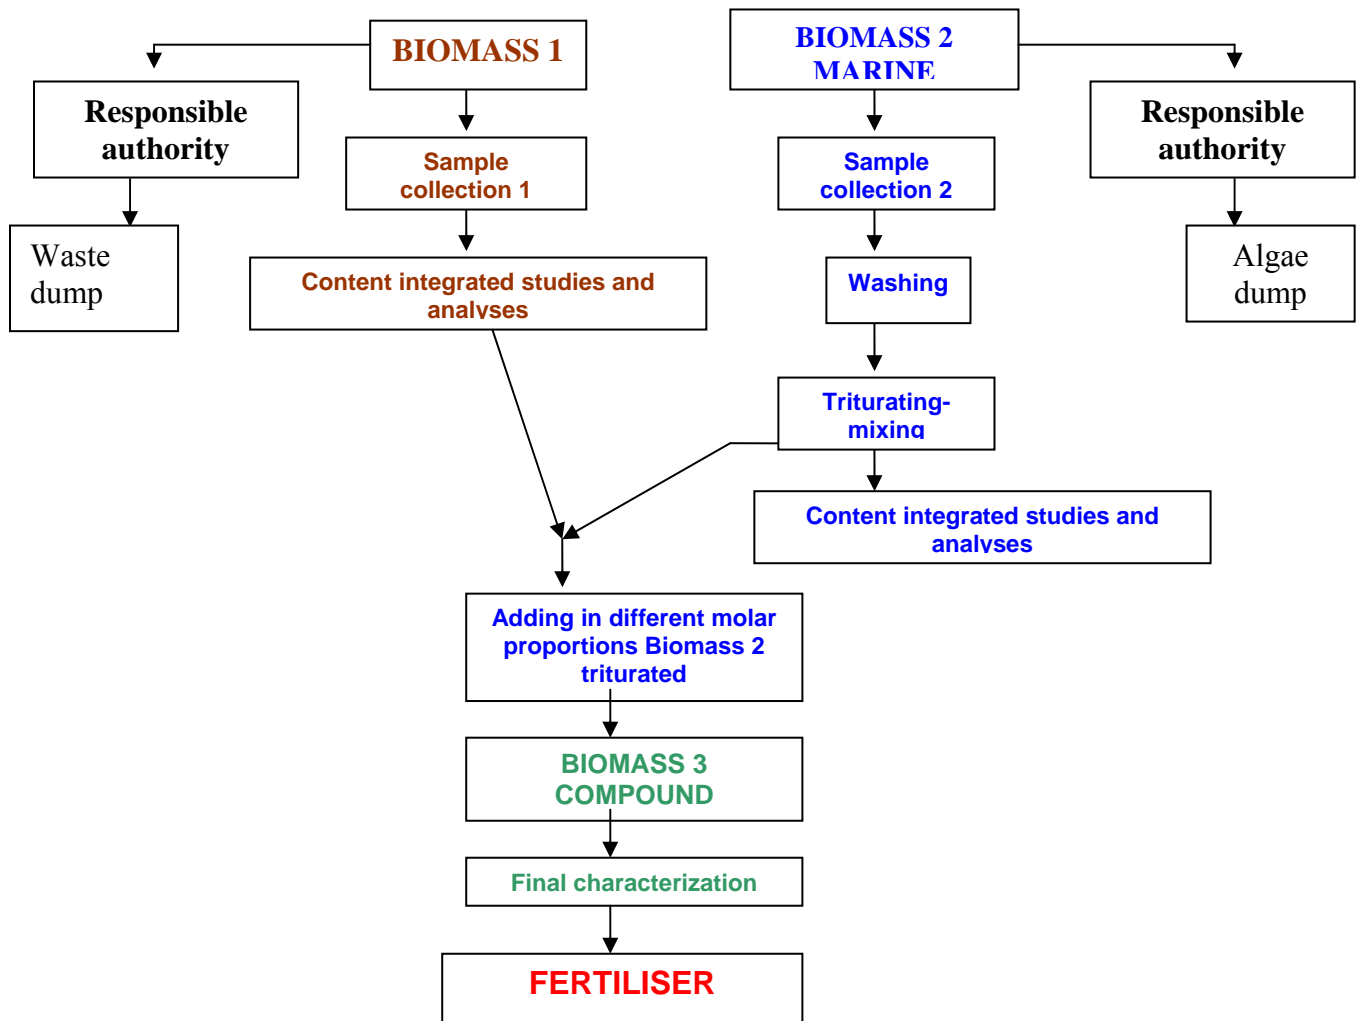 BIOMASS 1
BIOMASS 2
MARINE
Responsible
authority
Responsible
authority
Sample
collection 1
Sample
collection 2
Waste
dump
Algae
dump
Content integrated studies and
analyses
Washing
Triturating-
mixing
Content integrated studies and
analyses
Adding in different molar
proportions Biomass 2
triturated
BIOMASS 3
COMPOUND
Final characterization
FERTILISER